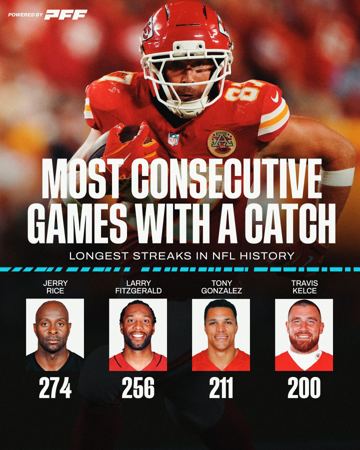 POWERED BY PFF
MOST CONSECUTIVE
GAMES WITH A CATCH
LONGEST STREAKS IN NFL HISTORY
JERRY
RICE
LARRY
FITZGERALD
TONY
GONZALEZ
TRAVIS
KELCE
274
256
211
200